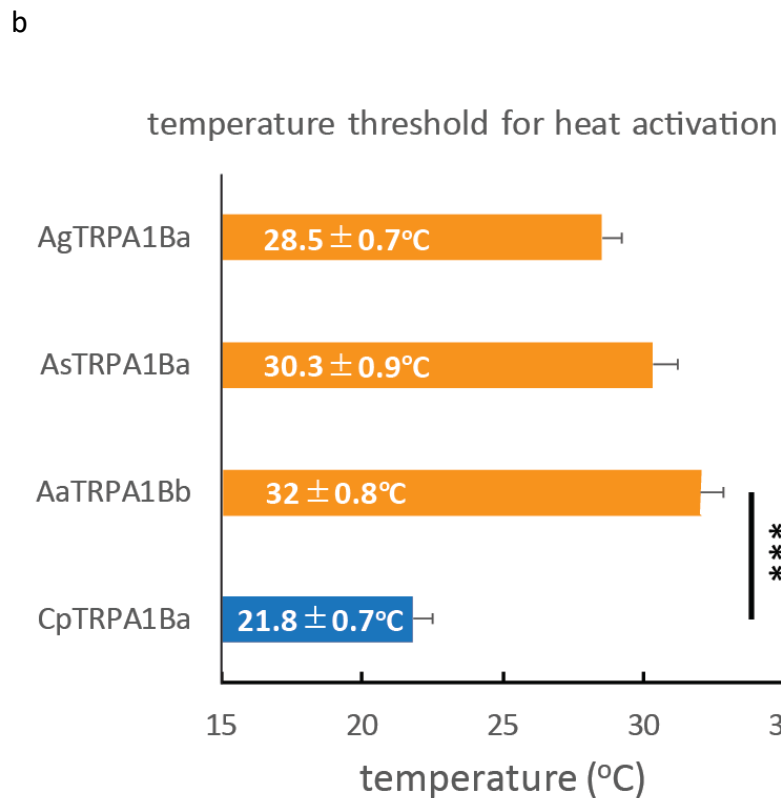 b
temperature threshold for heat activation
AgTRPA1Ba
28.5 ± 0.7°C
AsTRPA1Ba
30.3 ± 0.9°C
AaTRPA1Bb
32 ± 0.8°C
***
CpTRPA1Ba
21.8 ± 0.7°C
15 20 25 30 3
temperature (°C)